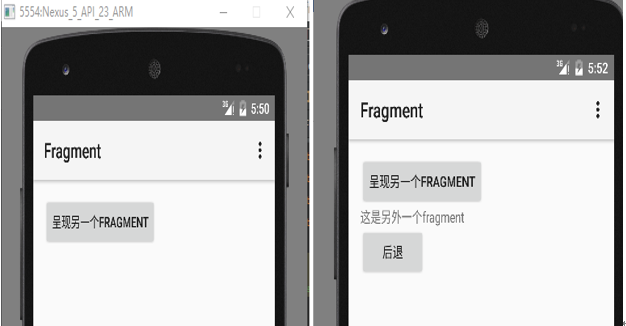 5554:Nexus_5_API_23_ARM
3G 5:50
Fragment
呈现另一个FRAGMENT
3G 5:52
Fragment
呈现另一个FRAGMENT
这是另外一个fragment
后退